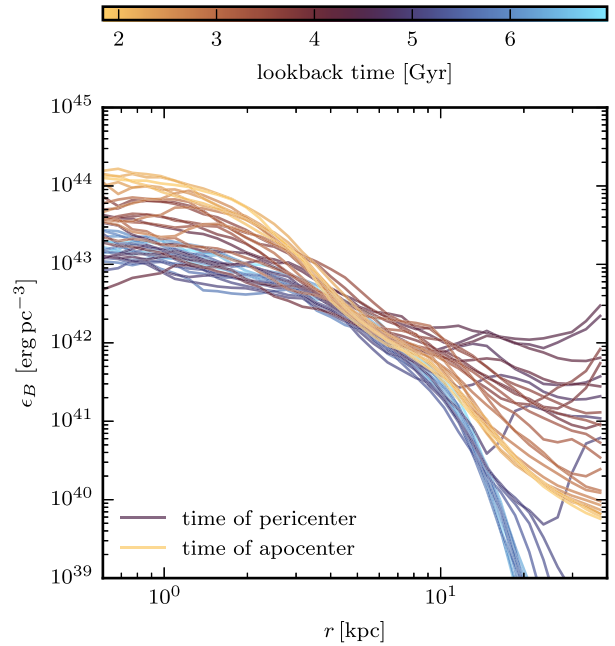 2 3 4 5 6
lookback time [Gyr]
10^45
10^44
10^43
10^42
10^41
10^40
10^39
ϵ_B [erg pc^−3]
time of pericenter
time of apocenter
10^0 10^1
r [kpc]